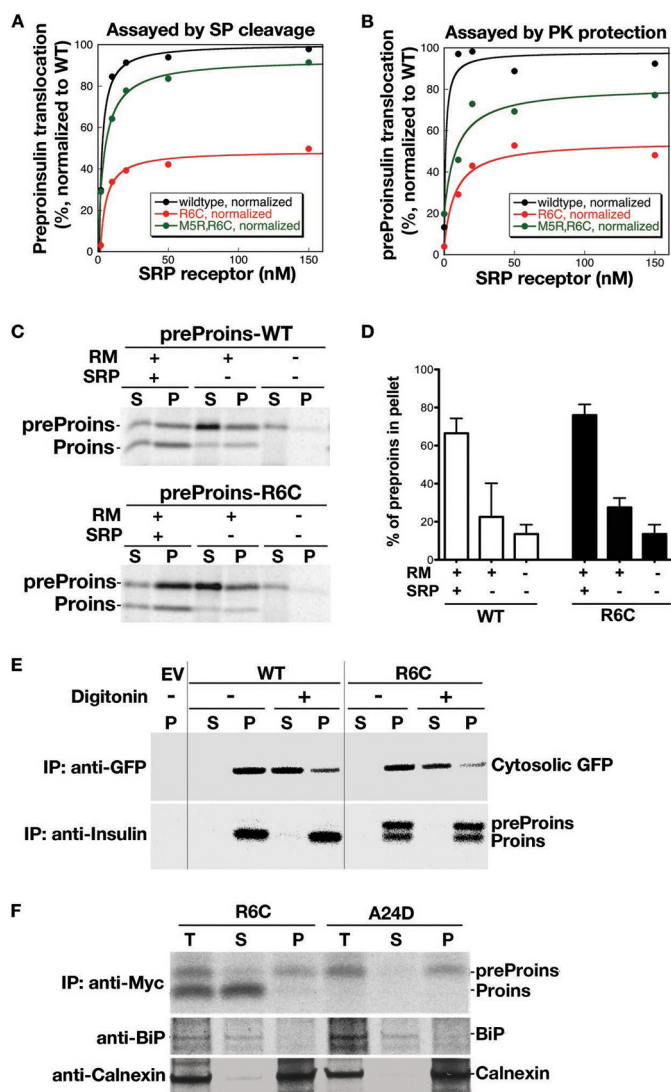 A
Assayed by SP cleavage
Preproinsulin translocation
(%, normalized to WT)
100
80
60
40
20
0
0 50 100 150
wildtype, normalized
R6C, normalized
M5R,R6C, normalized
SRP receptor (nM)
B
Assayed by PK protection
preProinsulin translocation
(%, normalized to WT)
100
80
60
40
20
0
0 50 100 150
wildtype, normalized
R6C, normalized
M5R,R6C, normalized
SRP receptor (nM)
C
preProins-WT
RM + + -
SRP + - -
S P S P S P
preProins-
Proins-
preProins-R6C
RM + + -
SRP + - -
S P S P S P
preProins-
Proins-
D
% of preproins in pellet
100
80
60
40
20
0
RM + + - + + -
SRP + - - + - -
WT R6C
E
EV WT R6C
Digitonin - - + - +
P S P S P S P S P
IP: anti-GFP Cytosolic GFP
IP: anti-Insulin preProins
Proins
F
R6C A24D
T S P T S P
IP: anti-Myc -preProins
-Proins
anti-BiP BiP
anti-Calnexin Calnexin